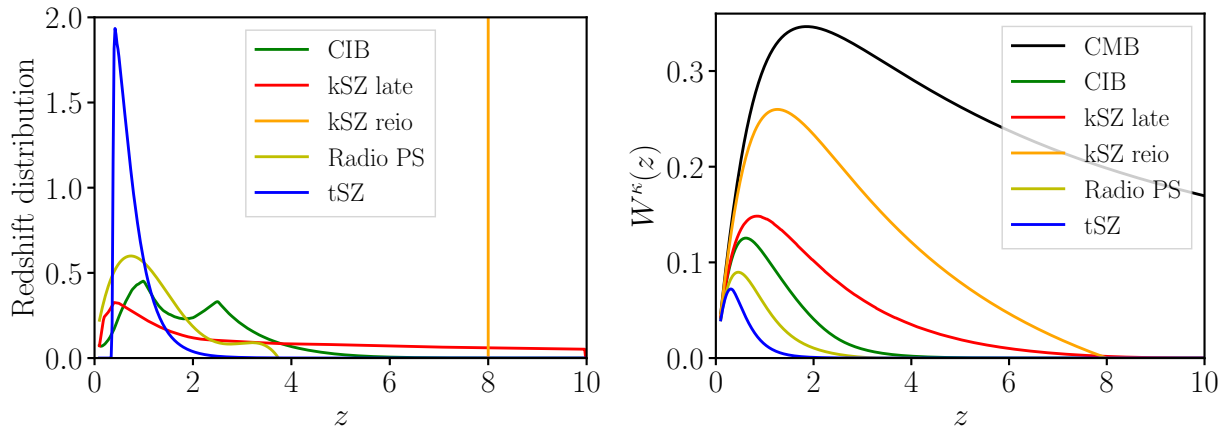 Redshift distribution
2.0
1.5
1.0
0.5
0.0
0 2 4 6 8 10
z
CIB
kSZ late
kSZ reio
Radio PS
tSZ
W^κ(z)
0.3
0.2
0.1
0.0
0 2 4 6 8 10
z
CMB
CIB
kSZ late
kSZ reio
Radio PS
tSZ